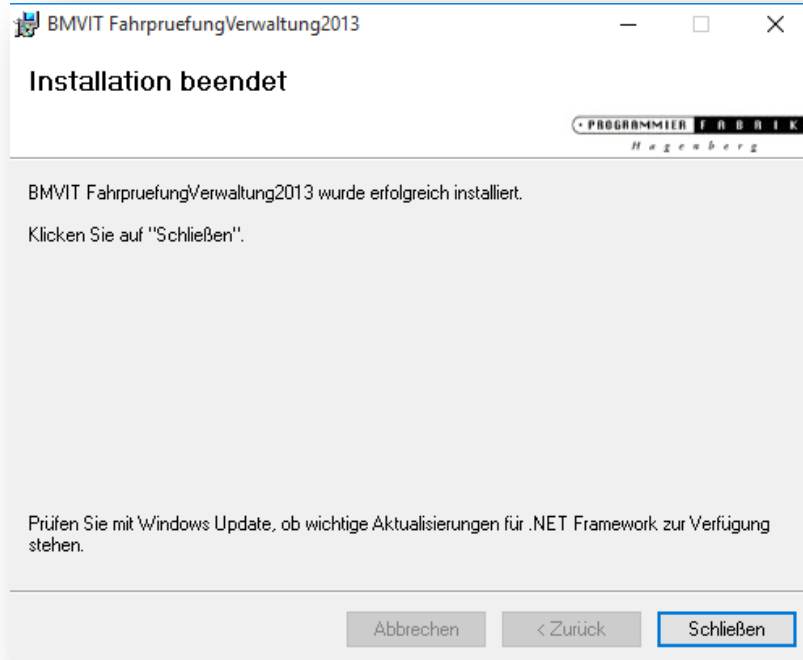 BMVIT FahrpruefungVerwaltung2013
Installation beendet
PROGRAMMIER FABRIK
Hagenberg
BMVIT FahrpruefungVerwaltung2013 wurde erfolgreich installiert.
Klicken Sie auf "Schließen".
Prüfen Sie mit Windows Update, ob wichtige Aktualisierungen für .NET Framework zur Verfügung
stehen.
Abbrechen
< Zurück
Schließen